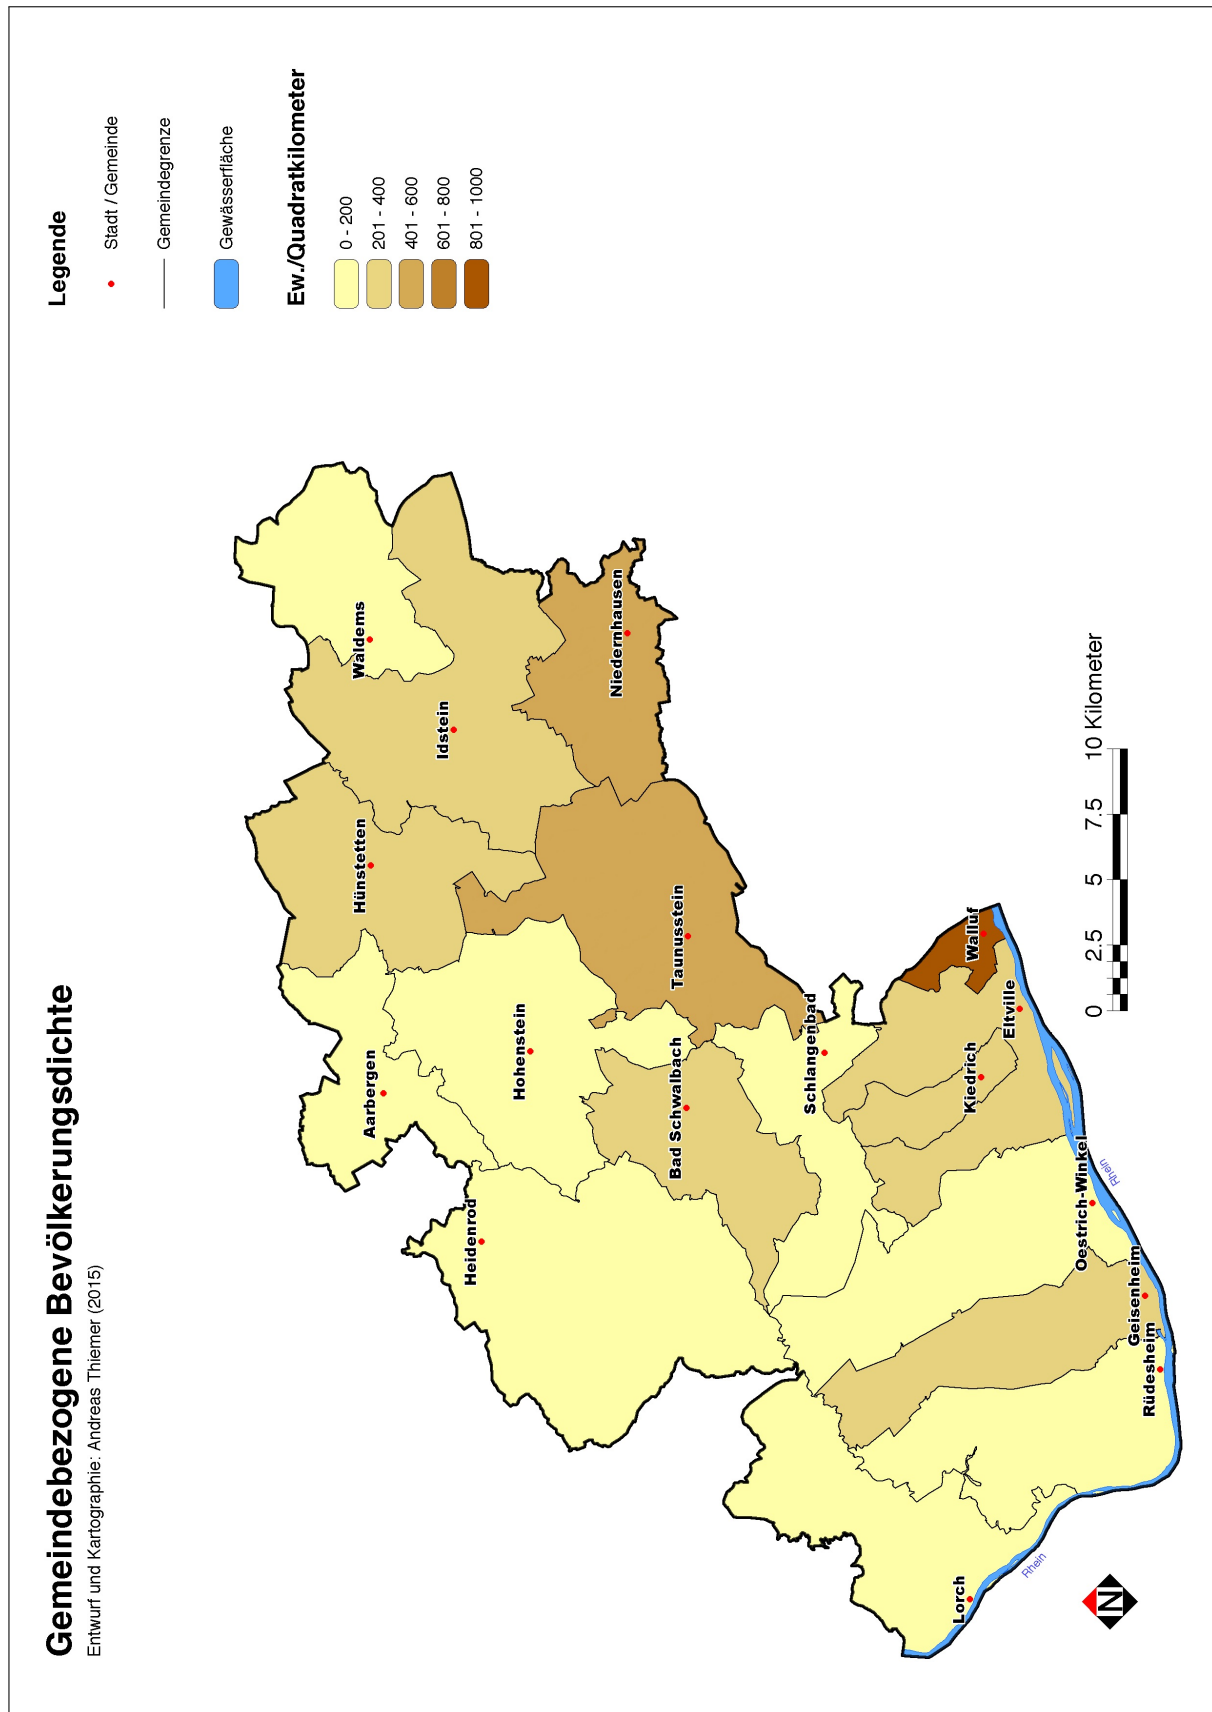 Gemeindebezogene Bevölkerungsdichte
Entwurf und Kartographie: Andreas Thiemer (2015)
Legende
Stadt / Gemeinde
Gemeindegrenze
Gewässerfläche
Ew./Quadratkilometer
0 - 200
201 - 400
401 - 600
601 - 800
801 - 1000
Waldems
Hünstetten
Aarbergen
Idstein
Heidenrod
Hohenstein
Niedernhausen
Taunusstein
Bad Schwalbach
Schlangenbad
Walluf
Kiedrich
Eltville
Lorch
Oestrich-Winkel
Geisenheim
Rüdesheim
Rhein
Rhein
N
0 2.5 5 7.5 10 Kilometer